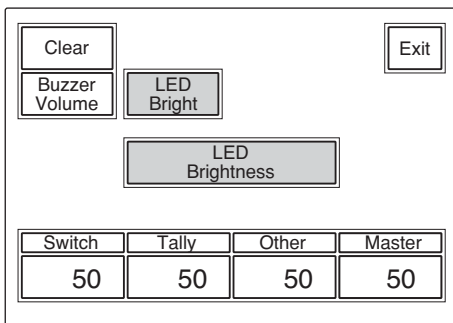 Clear
Exit
Buzzer
Volume
LED
Bright
LED
Brightness
Switch Tally Other Master
50 50 50 50